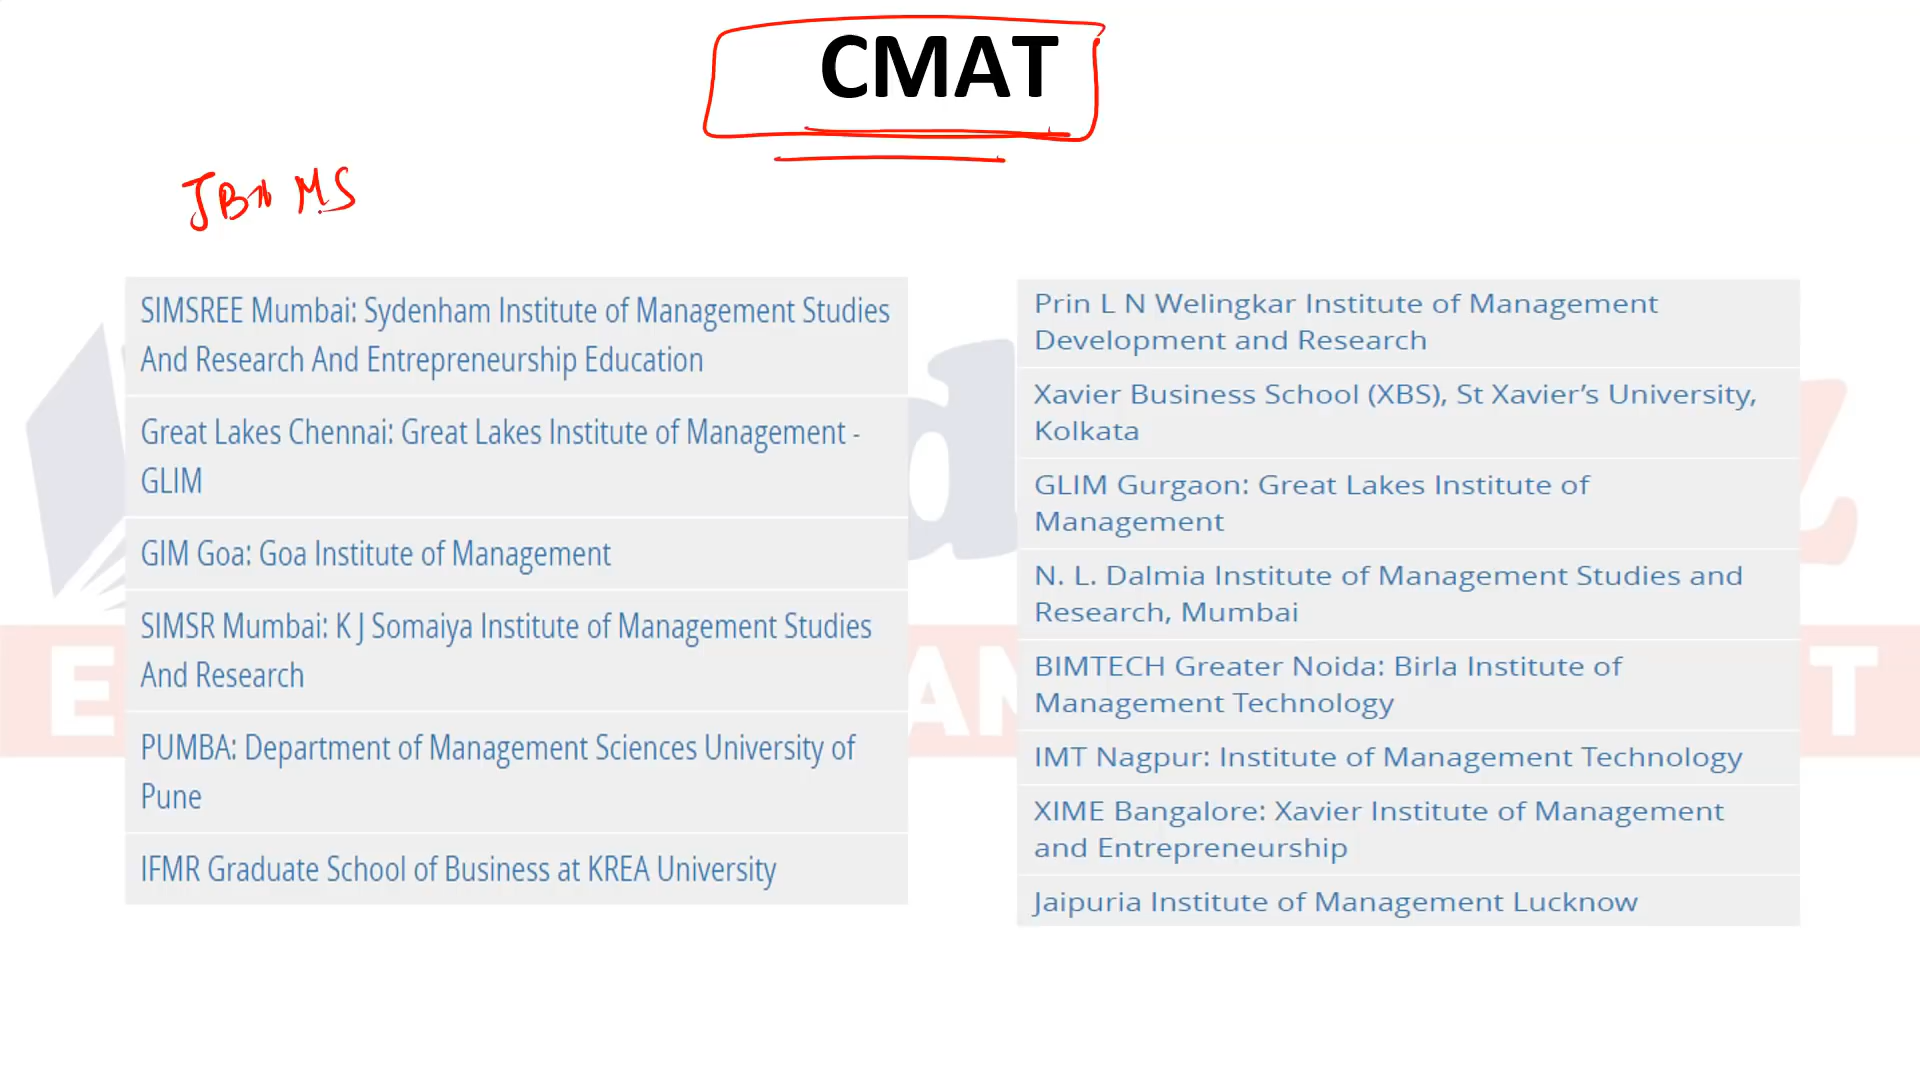 CMAT
JBIMS
SIMSREE Mumbai: Sydenham Institute of Management Studies
And Research And Entrepreneurship Education
Great Lakes Chennai: Great Lakes Institute of Management -
GLIM
GIM Goa: Goa Institute of Management
SIMSR Mumbai: K J Somaiya Institute of Management Studies
And Research
PUMBA: Department of Management Sciences University of
Pune
IFMR Graduate School of Business at KREA University
Prin L N Welingkar Institute of Management
Development and Research
Xavier Business School (XBS), St Xavier’s University,
Kolkata
GLIM Gurgaon: Great Lakes Institute of
Management
N. L. Dalmia Institute of Management Studies and
Research, Mumbai
BIMTECH Greater Noida: Birla Institute of
Management Technology
IMT Nagpur: Institute of Management Technology
XIME Bangalore: Xavier Institute of Management
and Entrepreneurship
Jaipuria Institute of Management Lucknow